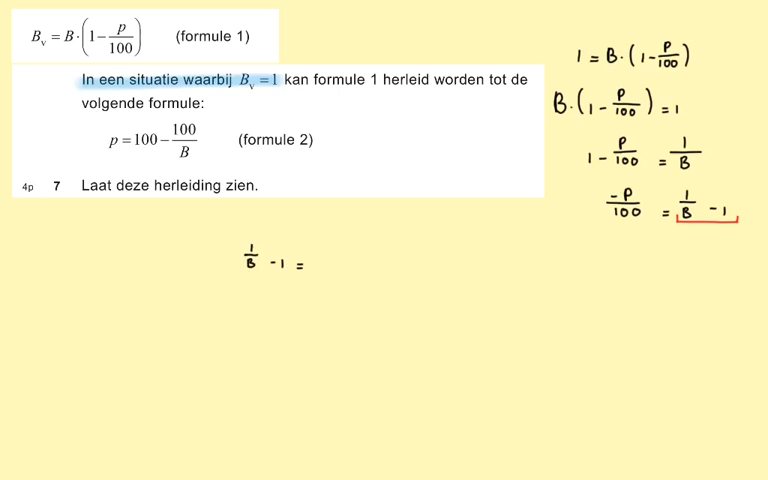 B_v = B · (1 − p/100) (formule 1)
In een situatie waarbij B_v = 1 kan formule 1 herleid worden tot de
volgende formule:
p = 100 − 100/B (formule 2)
4p 7 Laat deze herleiding zien.
1 = B · (1 − P/100)
B · (1 − P/100) = 1
1 − P/100 = 1/B
−P/100 = 1/B − 1
1/B − 1 =